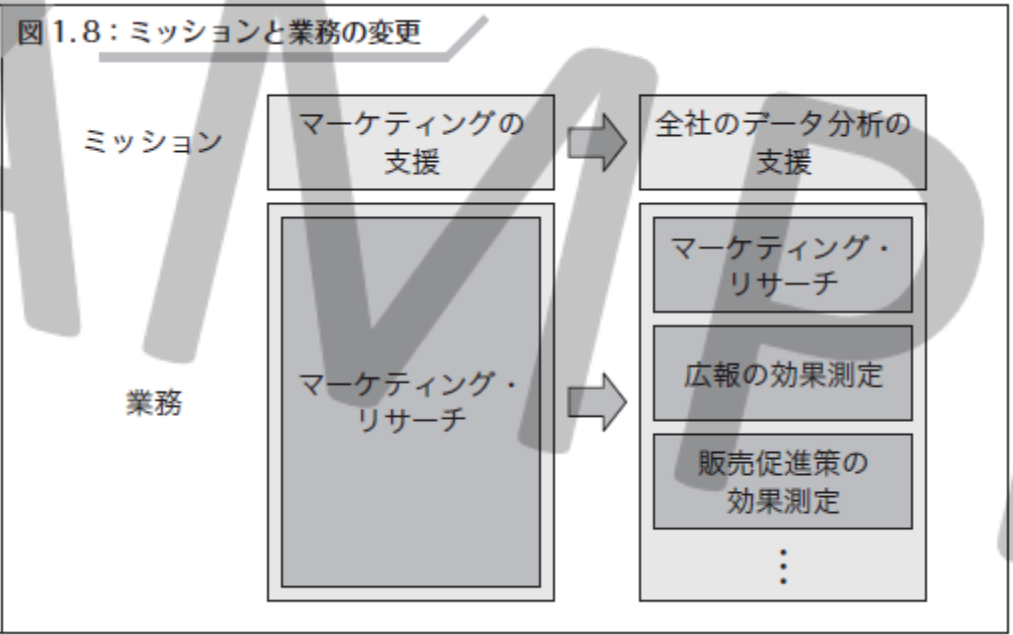 図1.8：ミッションと業務の変更
ミッション
マーケティングの
支援
全社のデータ分析の
支援
業務
マーケティング・
リサーチ
マーケティング・
リサーチ
広報の効果測定
販売促進策の
効果測定
⋮
AMP